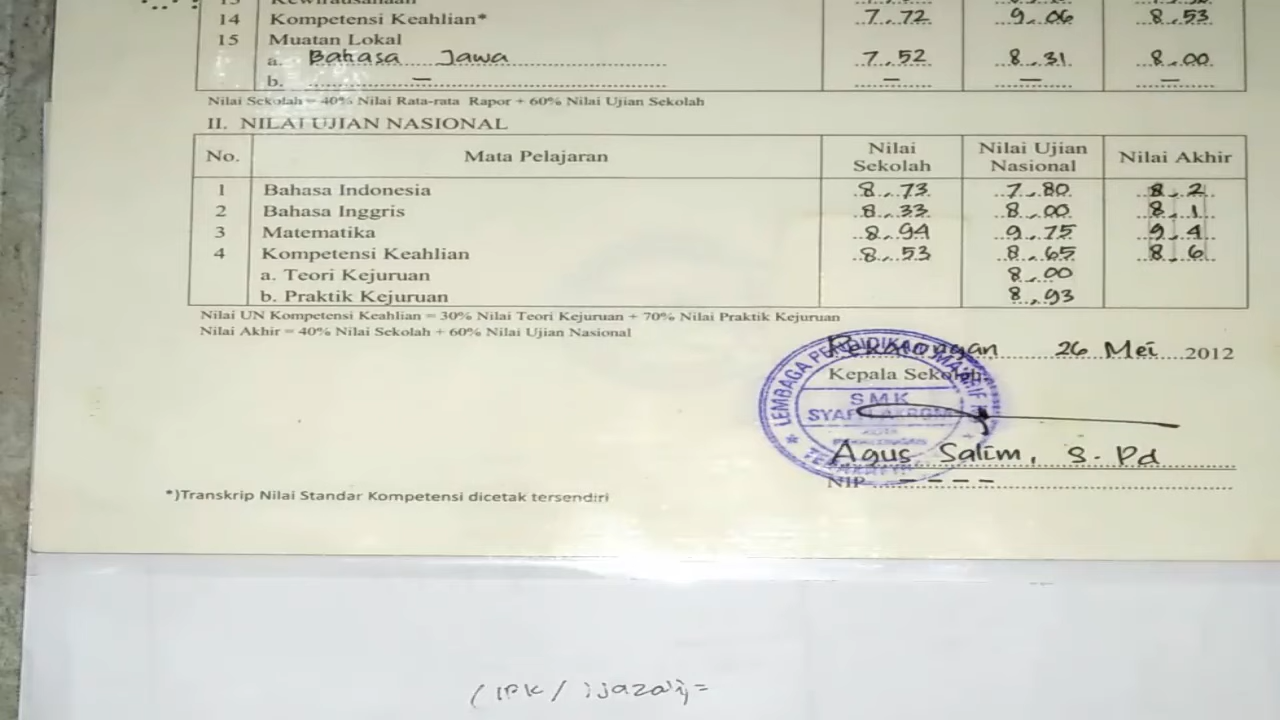 14 Kompetensi Keahlian* 7,72 9,06 8,53
15 Muatan Lokal
a. Bahasa Jawa 7,52 8,31 8,00
b. – – – –
Nilai Sekolah = 40% Nilai Rata-rata Rapor + 60% Nilai Ujian Sekolah
II. NILAI UJIAN NASIONAL
No. Mata Pelajaran Nilai Sekolah Nilai Ujian Nasional Nilai Akhir
1 Bahasa Indonesia 8,73 7,80 8,2
2 Bahasa Inggris 8,33 8,00 8,1
3 Matematika 8,94 9,75 9,4
4 Kompetensi Keahlian 8,53 8,65 8,6
a. Teori Kejuruan 8,00
b. Praktik Kejuruan 8,93
Nilai UN Kompetensi Keahlian = 30% Nilai Teori Kejuruan + 70% Nilai Praktik Kejuruan
Nilai Akhir = 40% Nilai Sekolah + 60% Nilai Ujian Nasional
Pekalongan 26 Mei 2012
Kepala Sekolah
LEMBAGA PENDIDIKAN MA'ARIF
SMK
Agus Salim, S.Pd
NIP – – – –
*)Transkrip Nilai Standar Kompetensi dicetak tersendiri
(IPK / ijazah)=